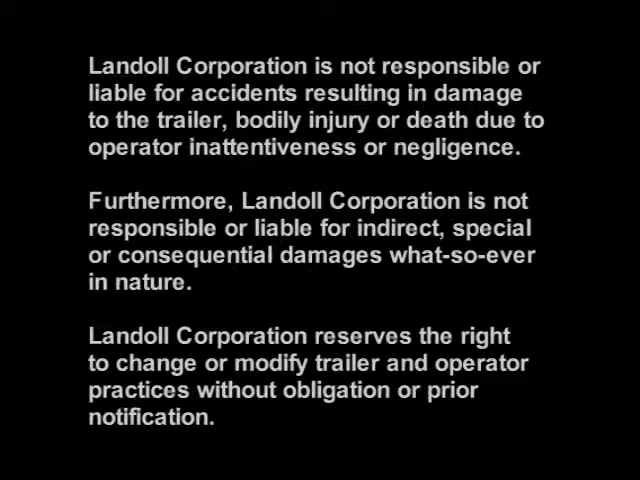 Landoll Corporation is not responsible or
liable for accidents resulting in damage
to the trailer, bodily injury or death due to
operator inattentiveness or negligence.
Furthermore, Landoll Corporation is not
responsible or liable for indirect, special
or consequential damages what-so-ever
in nature.
Landoll Corporation reserves the right
to change or modify trailer and operator
practices without obligation or prior
notification.